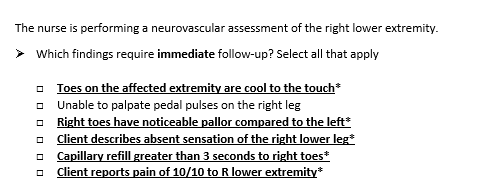 The nurse is performing a neurovascular assessment of the right lower extremity.
➤ Which findings require immediate follow-up? Select all that apply
□ Toes on the affected extremity are cool to the touch*
□ Unable to palpate pedal pulses on the right leg
□ Right toes have noticeable pallor compared to the left*
□ Client describes absent sensation of the right lower leg*
□ Capillary refill greater than 3 seconds to right toes*
□ Client reports pain of 10/10 to R lower extremity*